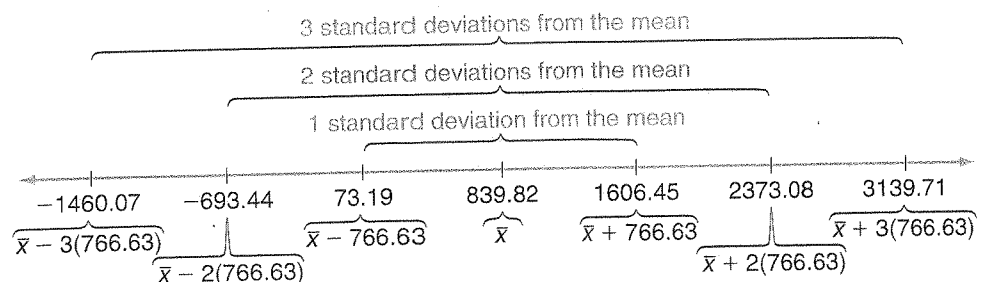 3 standard deviations from the mean
2 standard deviations from the mean
1 standard deviation from the mean
−1460.07 −693.44 73.19 839.82 1606.45 2373.08 3139.71
x̅ − 3(766.63) x̅ − 766.63 x̅ x̅ + 766.63 x̅ + 3(766.63)
x̅ − 2(766.63) x̅ + 2(766.63)